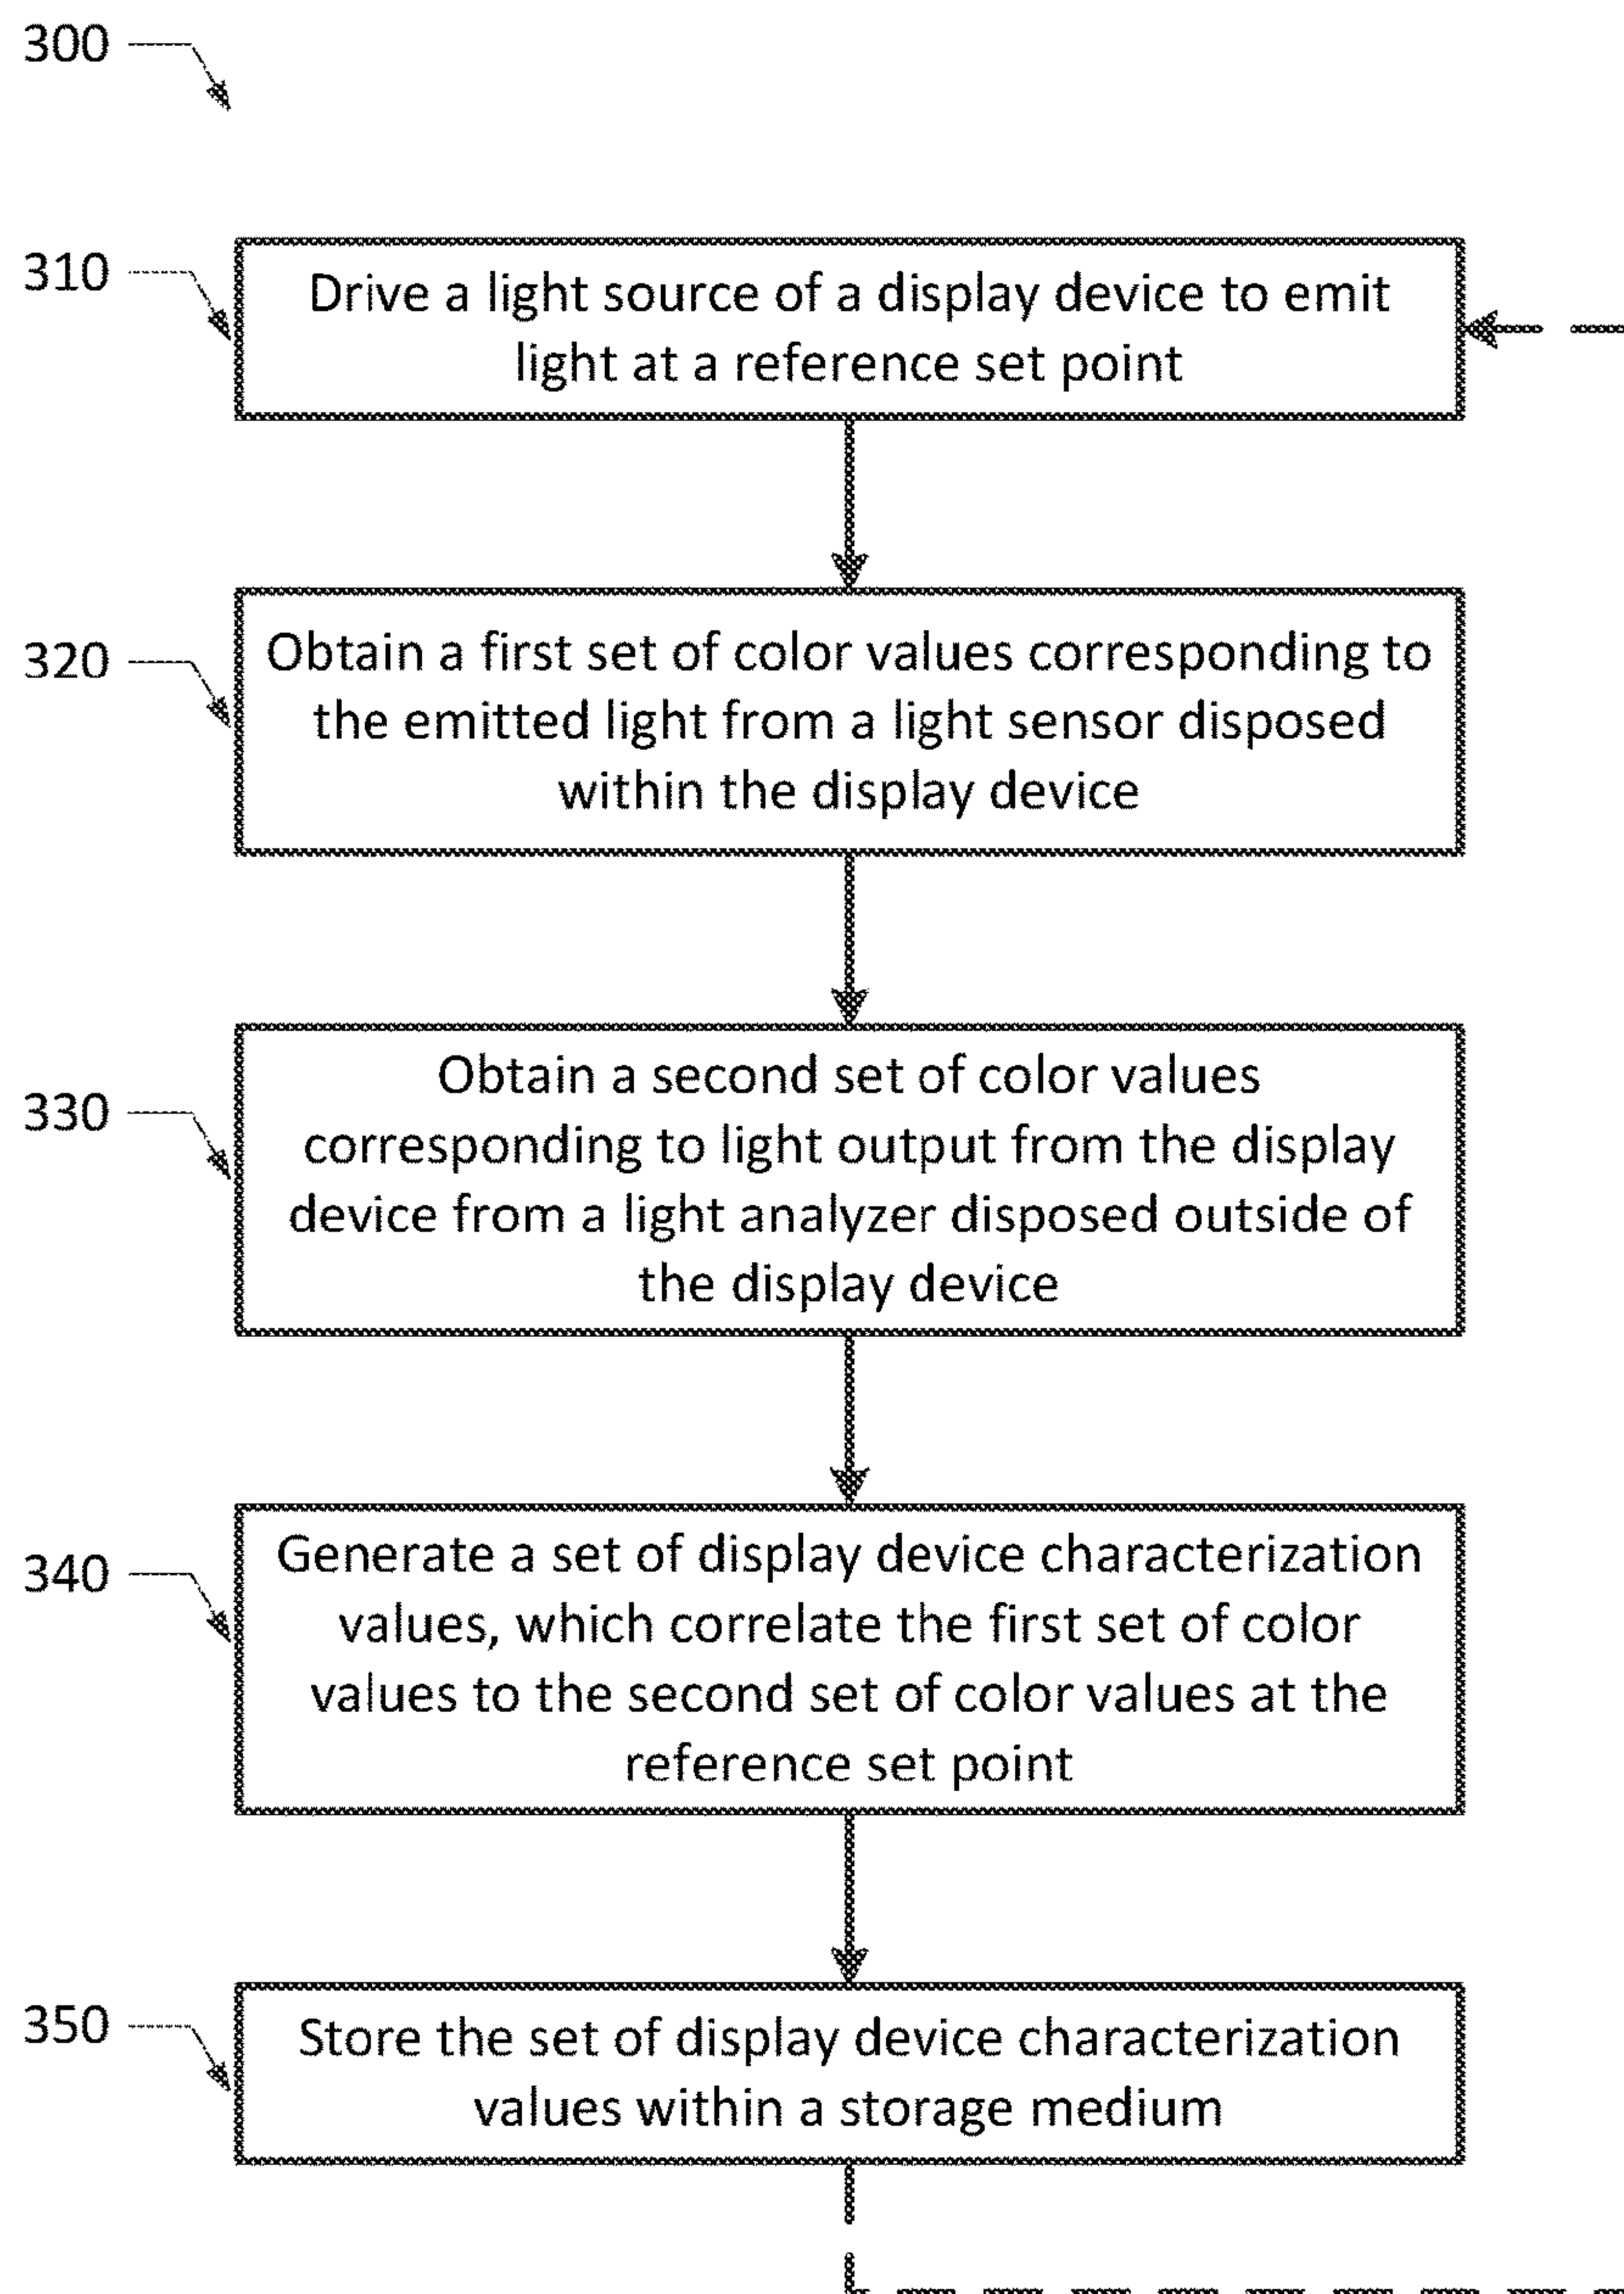 300
310
Drive a light source of a display device to emit
light at a reference set point
320
Obtain a first set of color values corresponding to
the emitted light from a light sensor disposed
within the display device
330
Obtain a second set of color values
corresponding to light output from the display
device from a light analyzer disposed outside of
the display device
340
Generate a set of display device characterization
values, which correlate the first set of color
values to the second set of color values at the
reference set point
350
Store the set of display device characterization
values within a storage medium